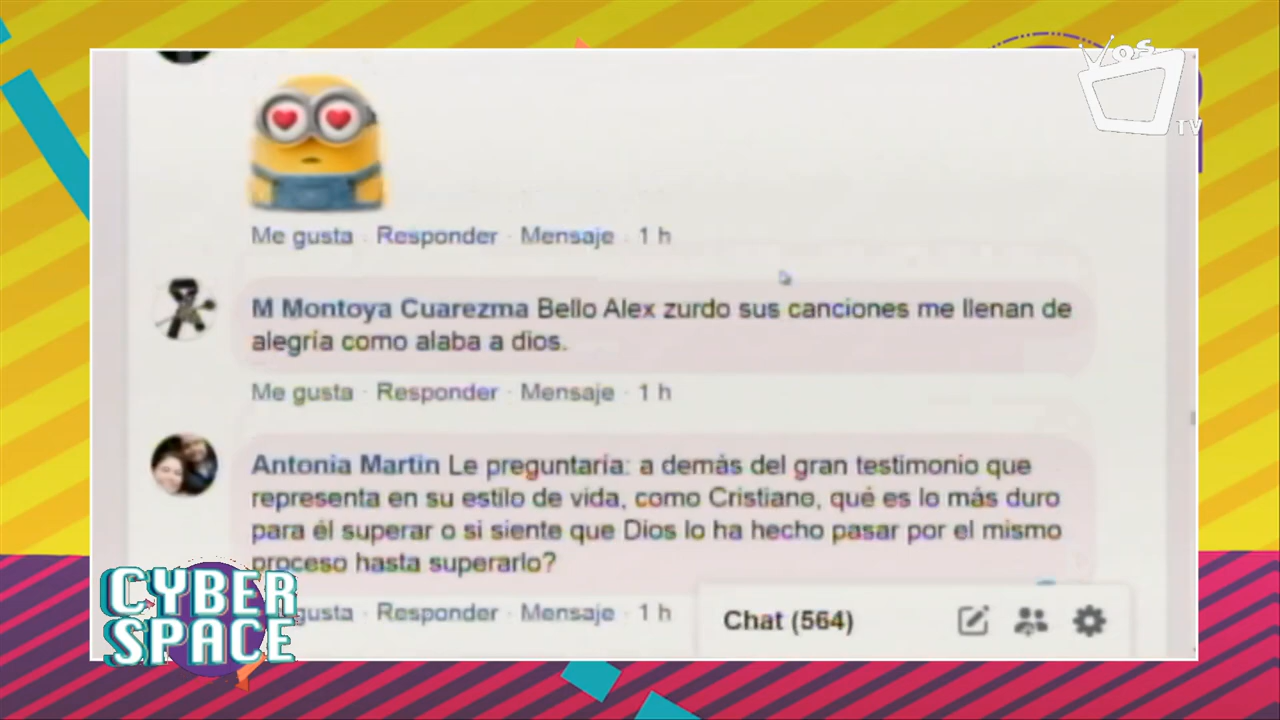 VOS
TV
Me gusta · Responder · Mensaje · 1 h
M Montoya Cuarezma Bello Alex zurdo sus canciones me llenan de
alegria como alaba a dios.
Me gusta · Responder · Mensaje · 1 h
Antonia Martin Le preguntaria: a demás del gran testimonio que
representa en su estilo de vida, como Cristiano, qué es lo más duro
para él superar o si siente que Dios lo ha hecho pasar por el mismo
proceso hasta superarlo?
gusta · Responder · Mensaje · 1 h
Chat (564)
CYBER
SPACE